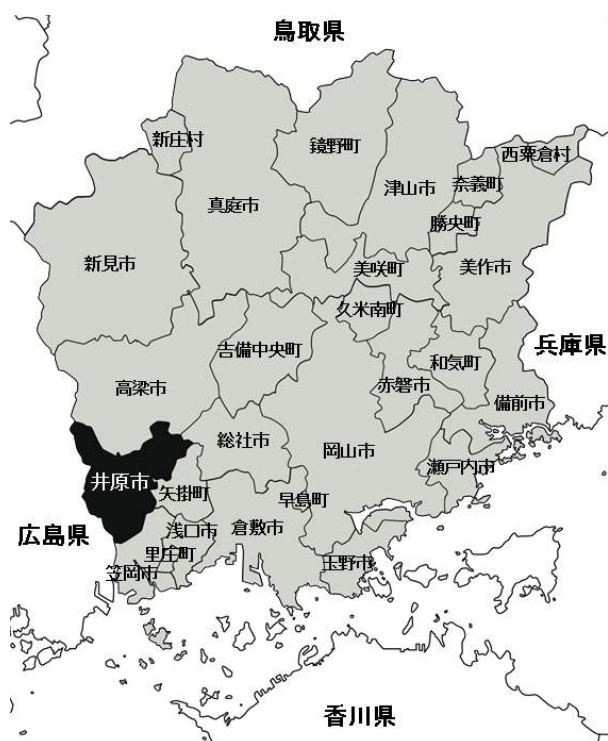 鳥取県
新庄村
鏡野町
西粟倉村
奈義町
津山市
真庭市
勝央町
新見市
美咲町
美作市
久米南町
兵庫県
吉備中央町
和気町
高梁市
赤磐市
備前市
総社市
岡山市
瀬戸内市
井原市
矢掛町
早島町
広島県
浅口市
倉敷市
里庄町
笠岡市
玉野市
香川県